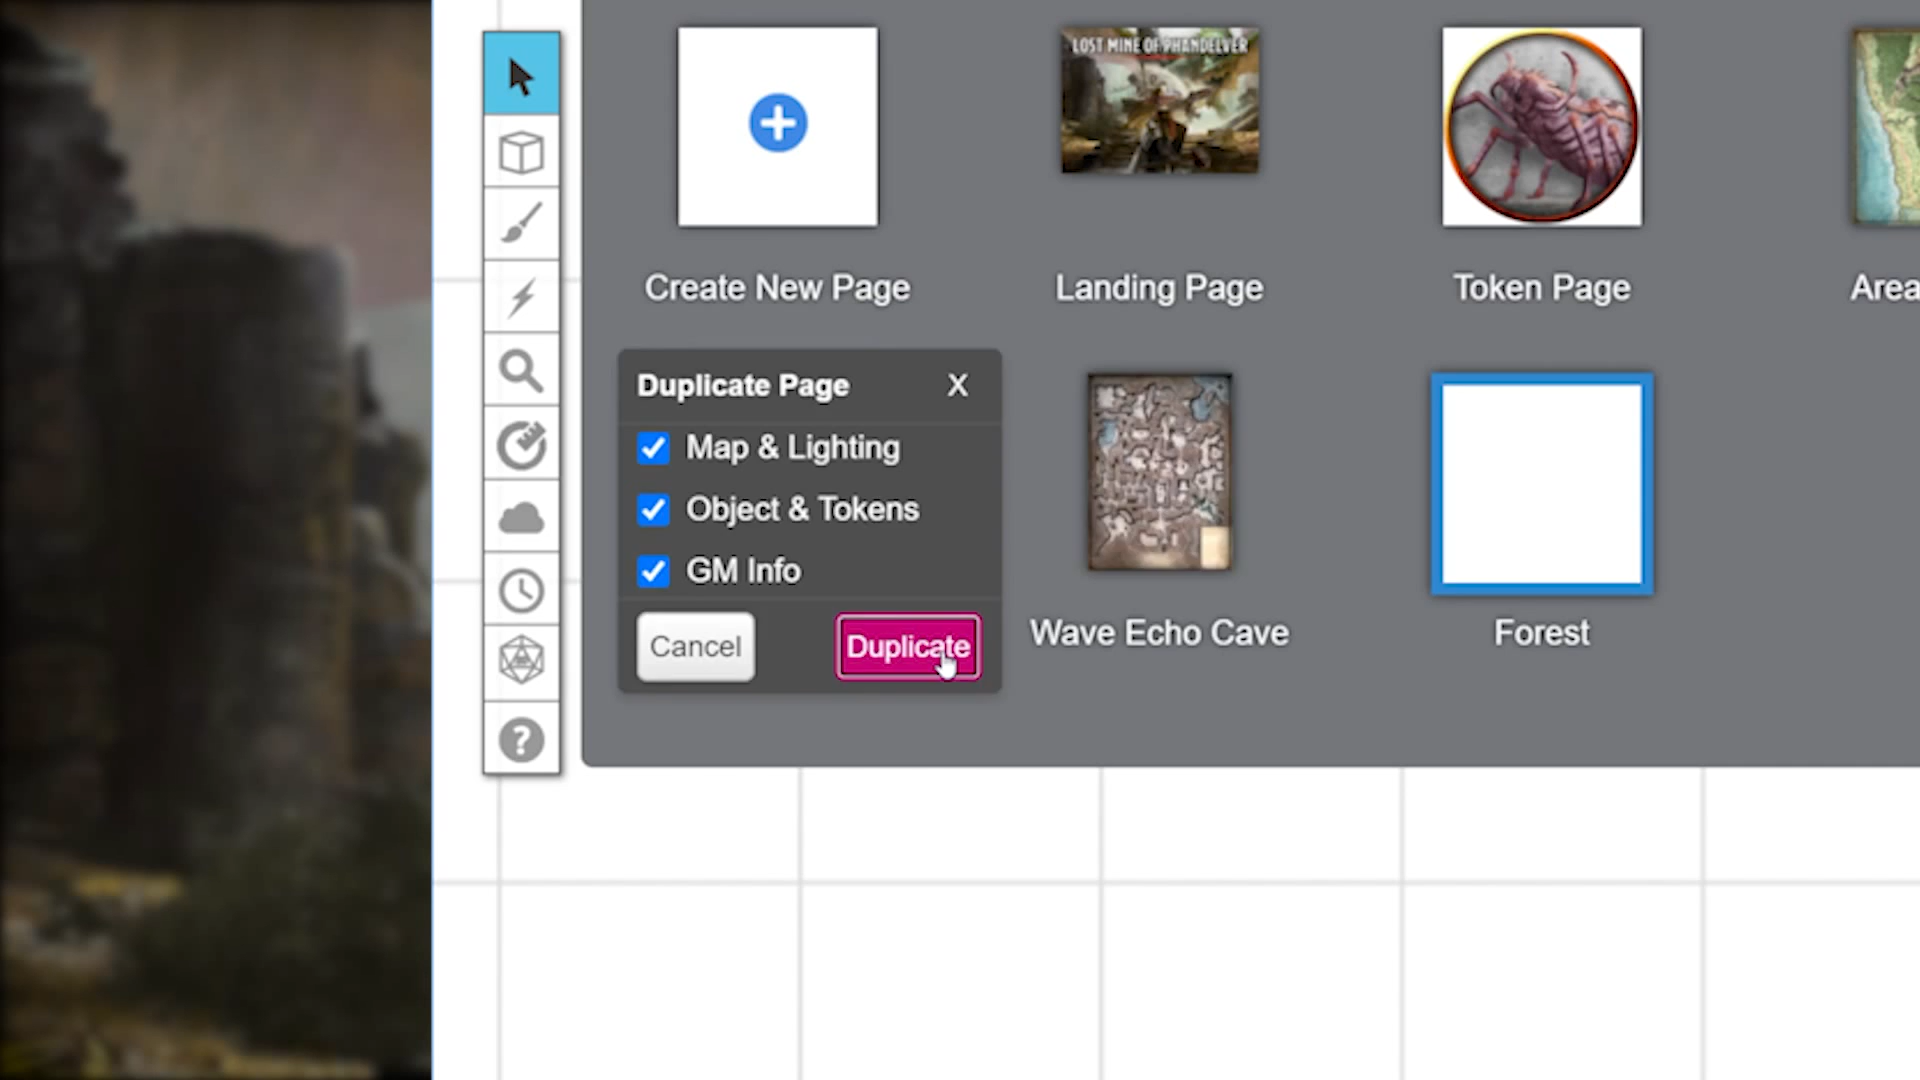 LOST MINE OF PHANDELVER
Create New Page
Landing Page
Token Page
Area
Duplicate Page X
Map & Lighting
Object & Tokens
GM Info
Cancel
Duplicate
Wave Echo Cave
Forest
?